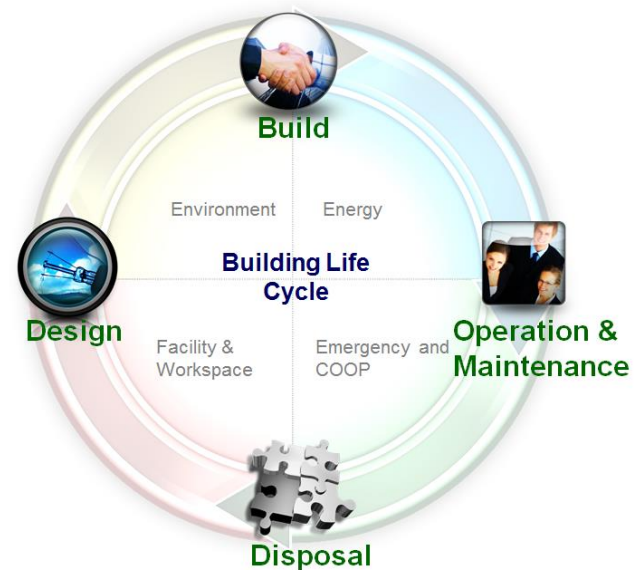 Build
Environment
Energy
Building Life
Cycle
Design
Operation &
Maintenance
Facility &
Workspace
Emergency and
COOP
Disposal